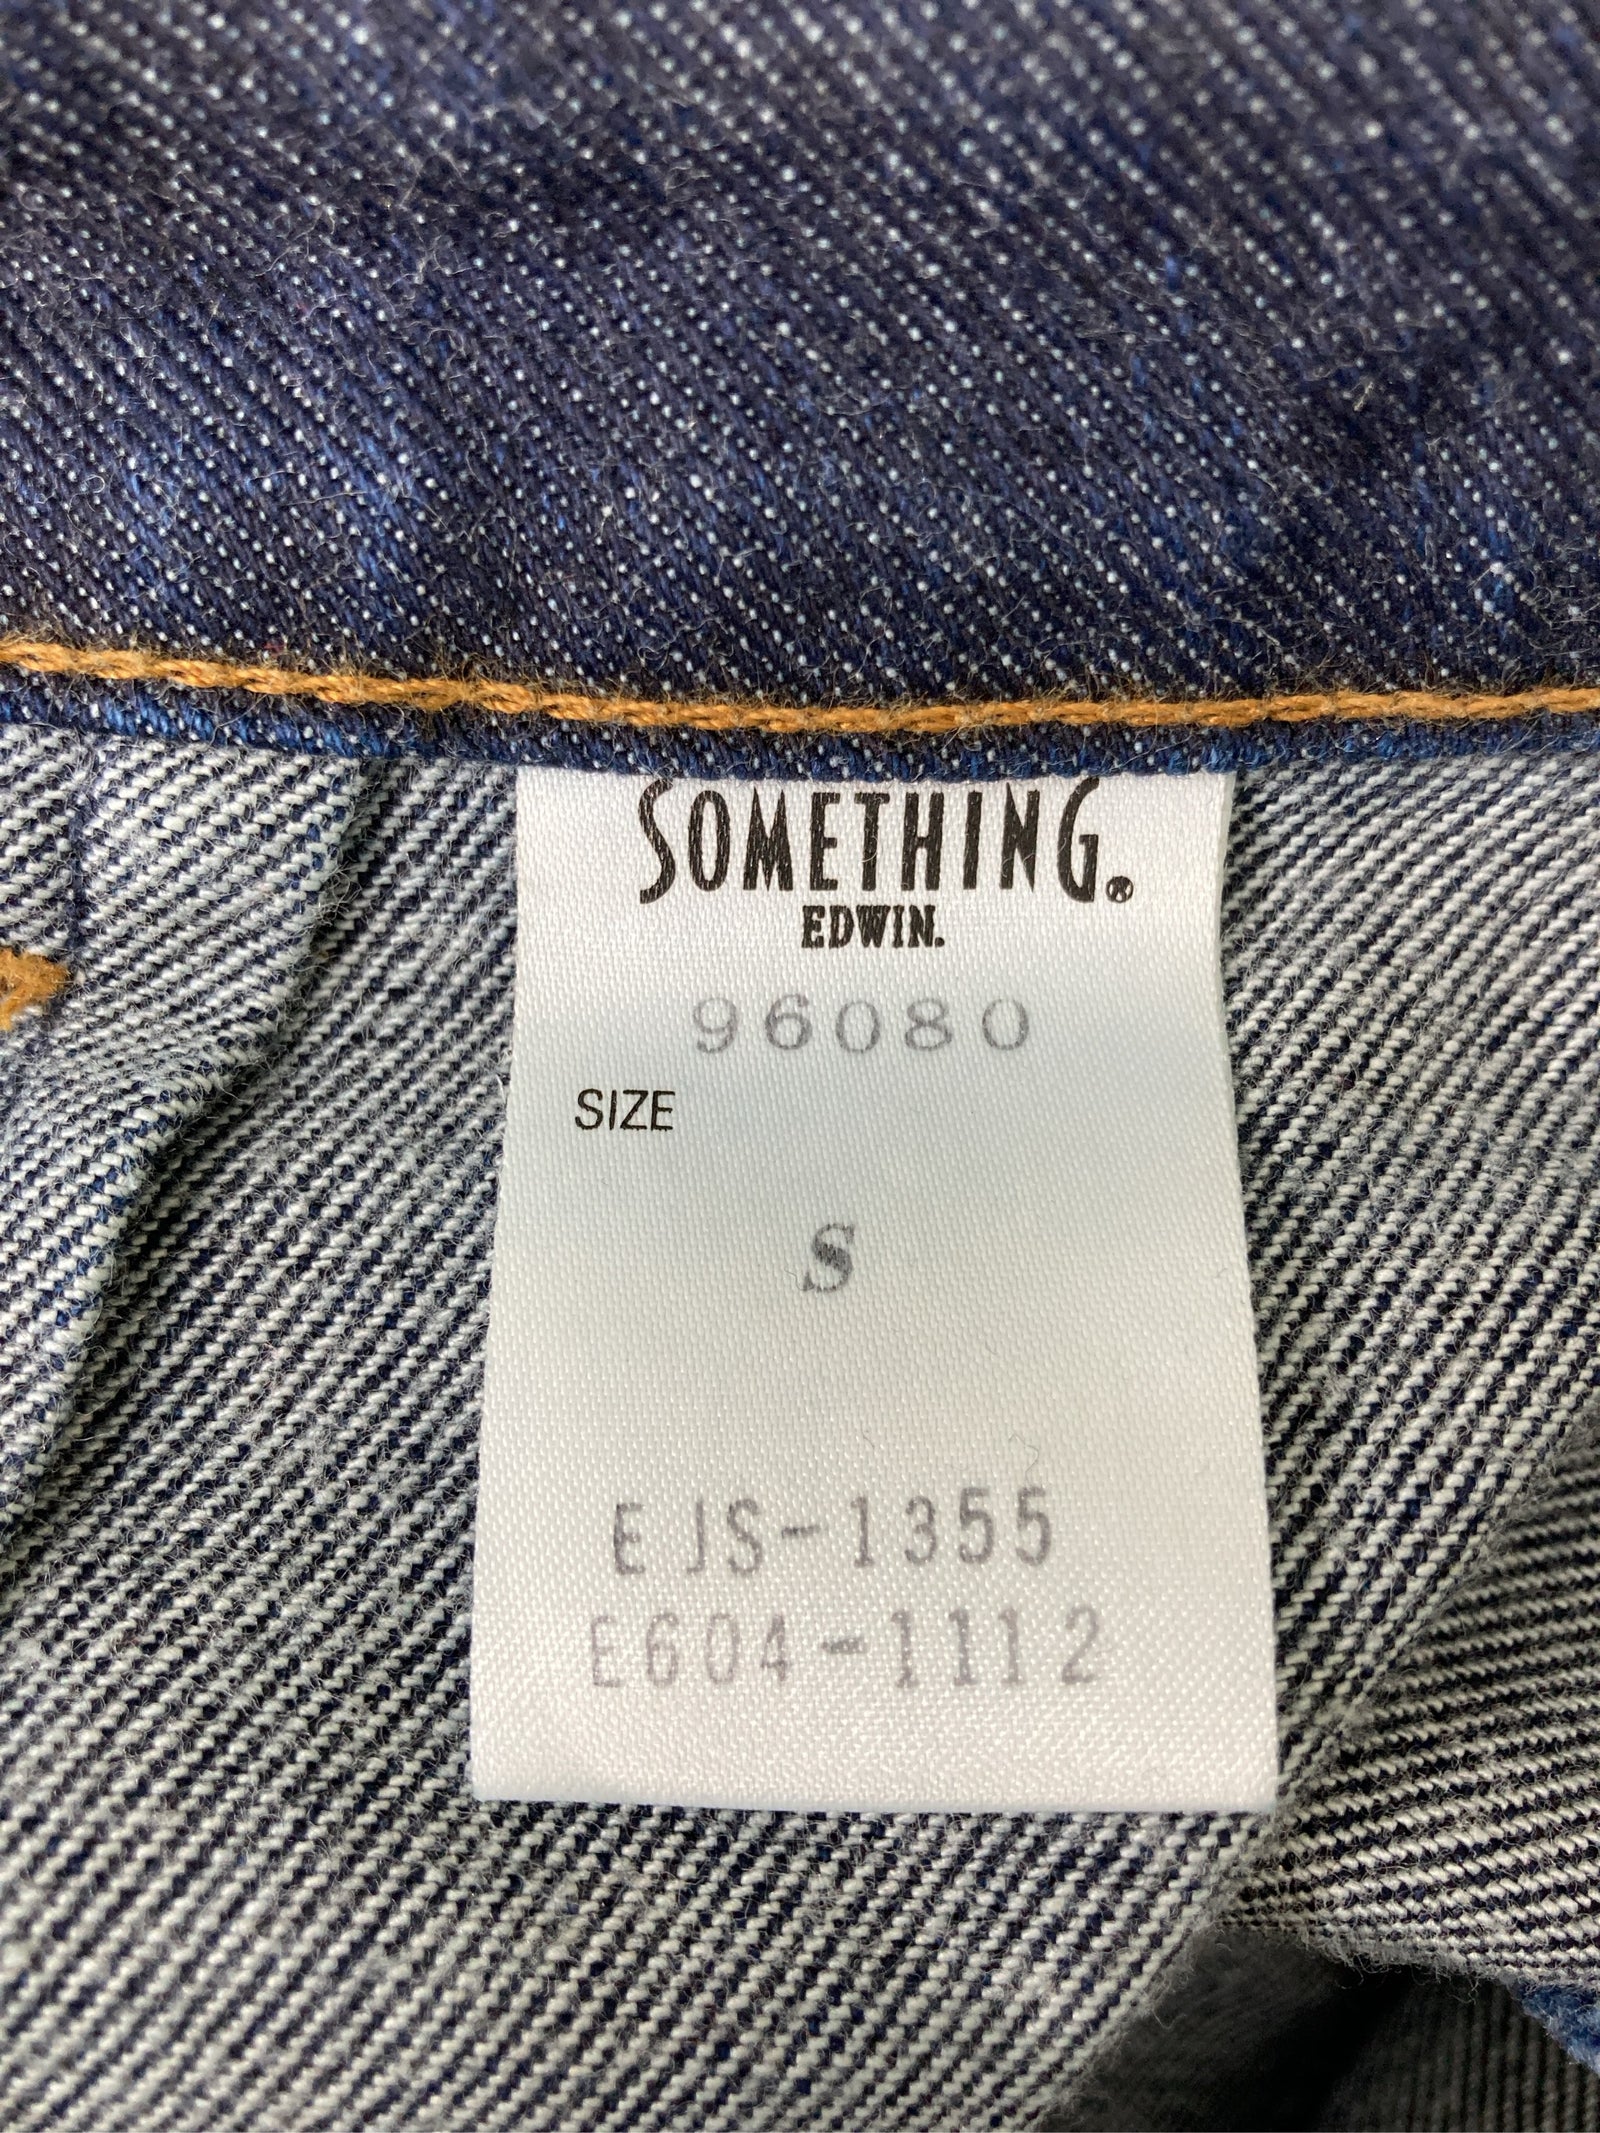 SOMETHING®
EDWIN.
96080
SIZE
S
EJS-1355
E604-1112